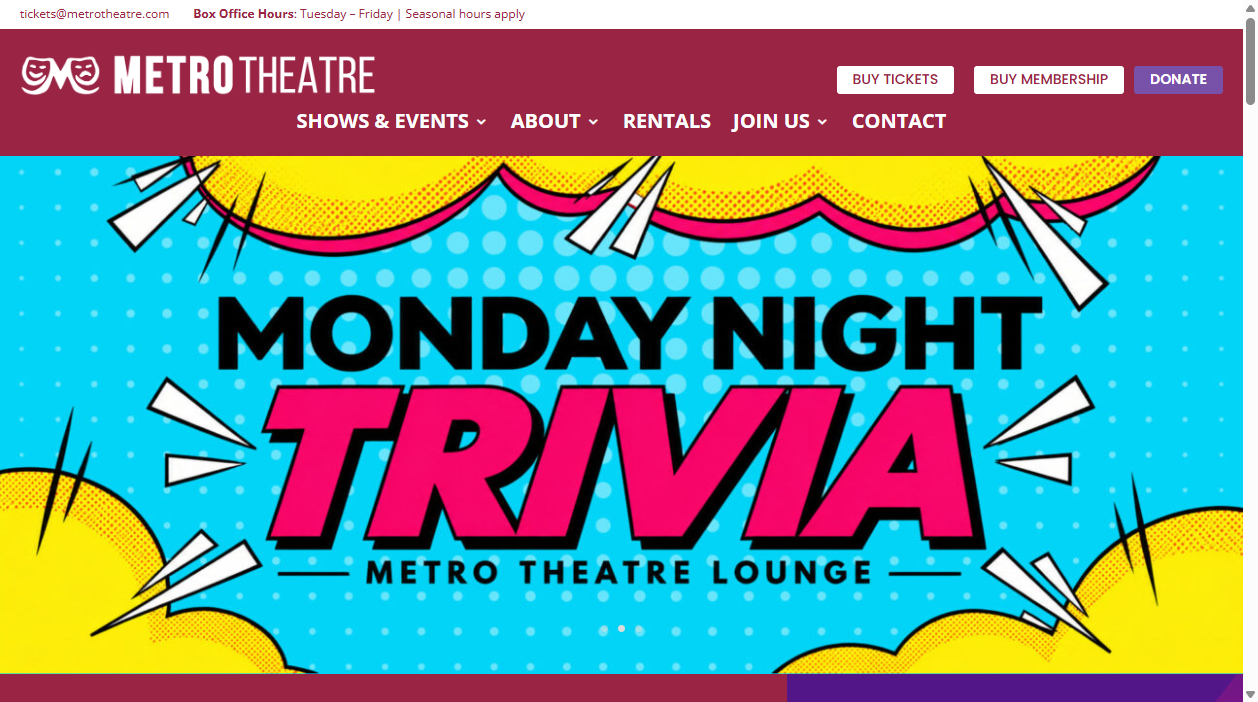 tickets@metrotheatre.com Box Office Hours: Tuesday – Friday | Seasonal hours apply
METRO THEATRE
BUY TICKETS BUY MEMBERSHIP DONATE
SHOWS & EVENTS ABOUT RENTALS JOIN US CONTACT
MONDAY NIGHT
TRIVIA
METRO THEATRE LOUNGE